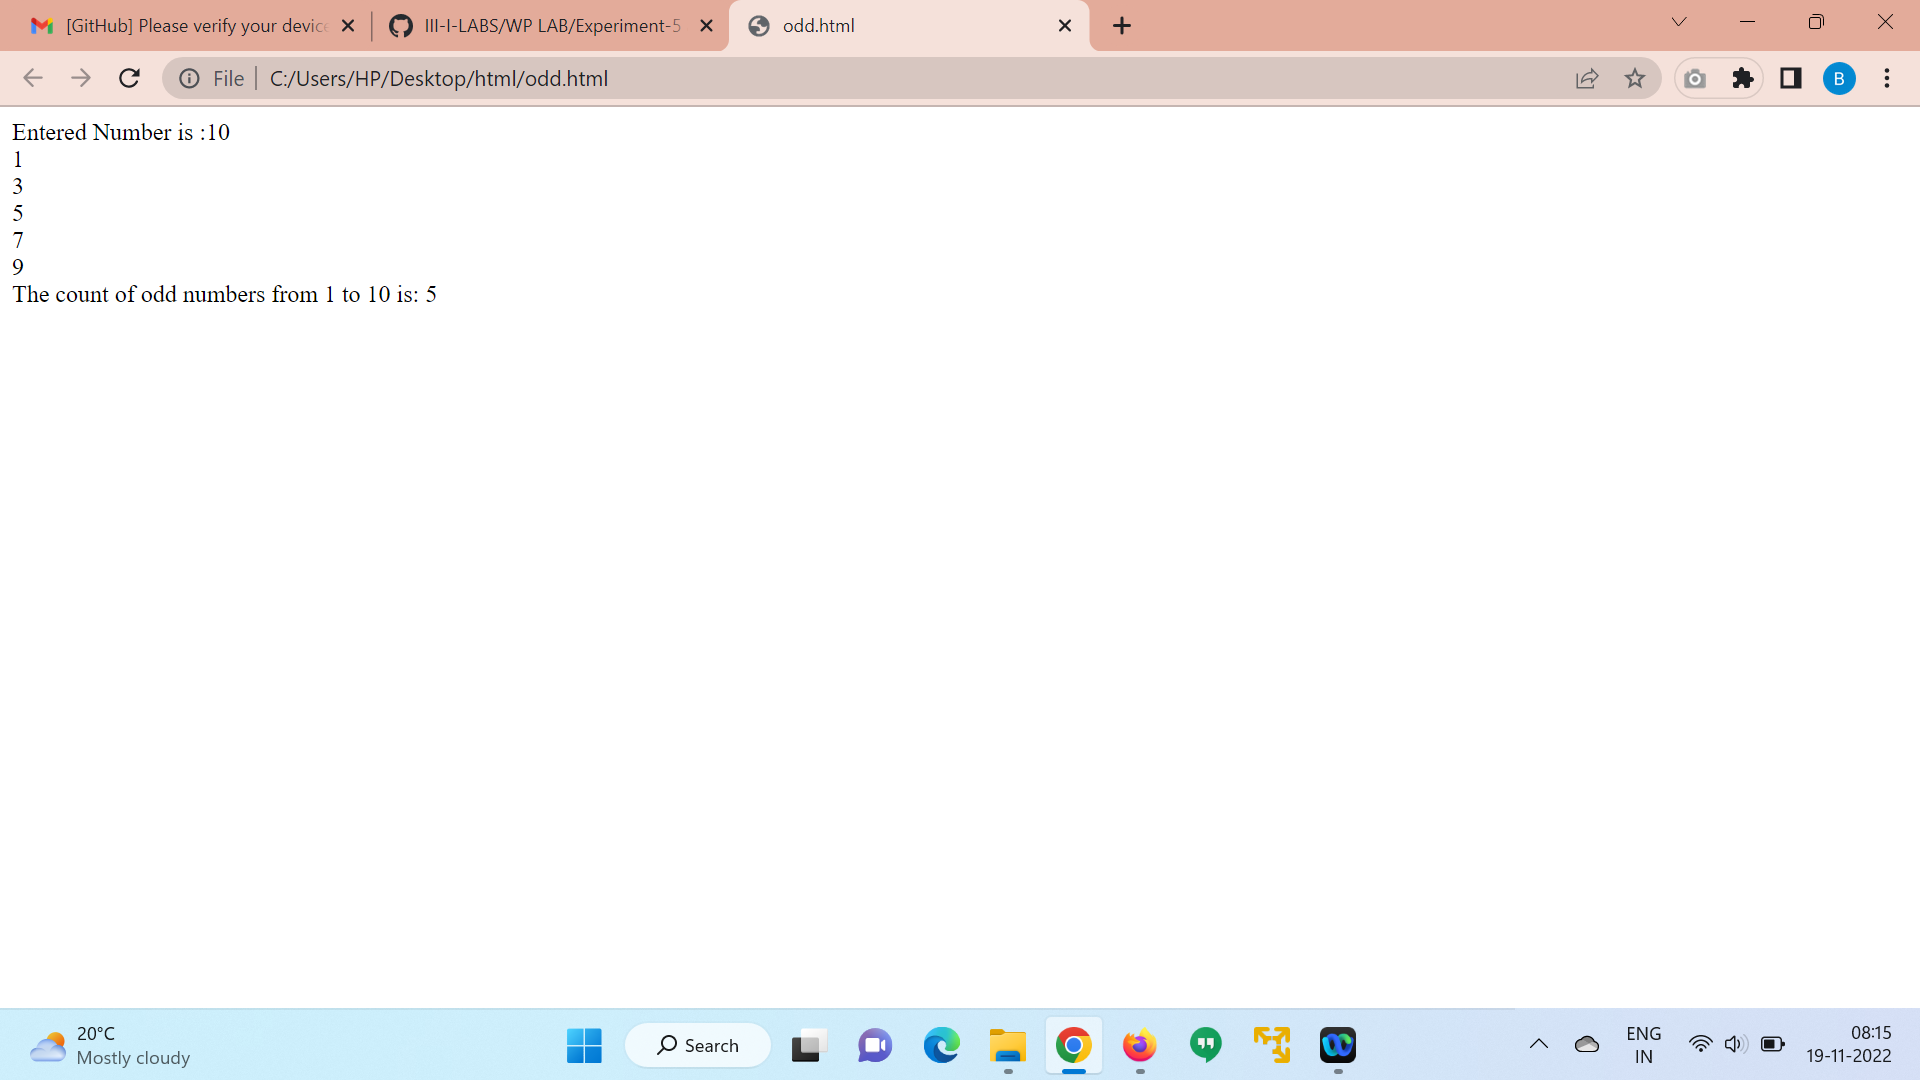 [GitHub] Please verify your device
III-I-LABS/WP LAB/Experiment-5
odd.html
File
C:/Users/HP/Desktop/html/odd.html
B
Entered Number is :10
1
3
5
7
9
The count of odd numbers from 1 to 10 is: 5
20°C
Mostly cloudy
Search
ENG
IN
08:15
19-11-2022